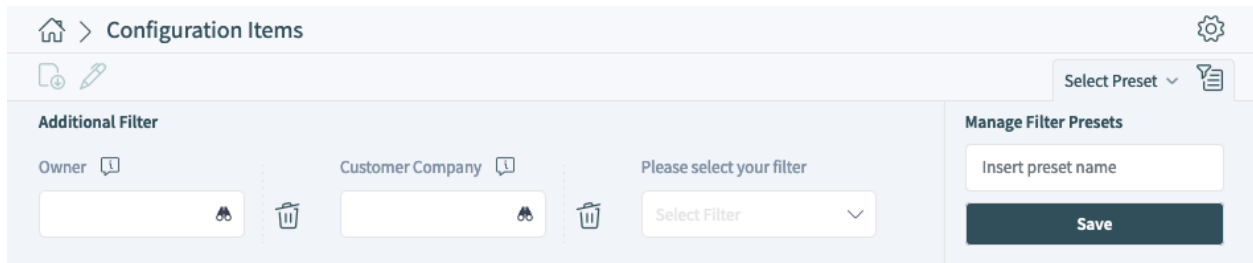 Configuration Items
Select Preset
Additional Filter
Manage Filter Presets
Owner
Customer Company
Please select your filter
Insert preset name
Select Filter
Save